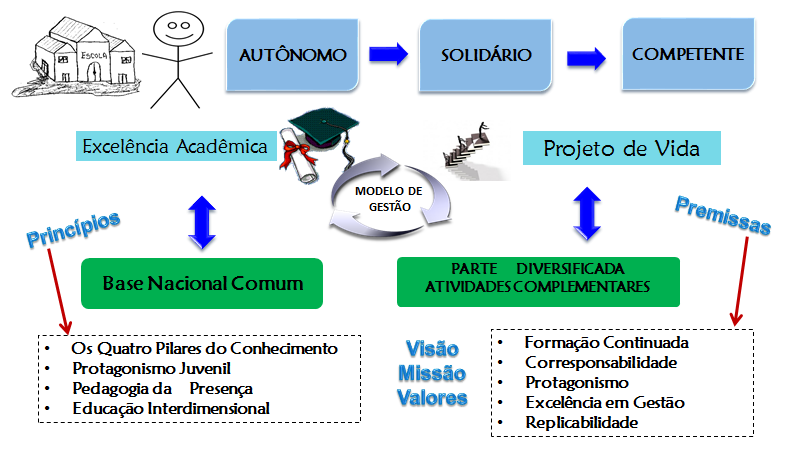 ESCOLA
AUTÔNOMO
SOLIDÁRIO
COMPETENTE
Excelência Acadêmica
Projeto de Vida
MODELO DE
GESTÃO
Princípios
Premissas
Base Nacional Comum
PARTE DIVERSIFICADA
ATIVIDADES COMPLEMENTARES
• Os Quatro Pilares do Conhecimento
• Protagonismo Juvenil
• Pedagogia da Presença
• Educação Interdimensional
Visão
Missão
Valores
• Formação Continuada
• Corresponsabilidade
• Protagonismo
• Excelência em Gestão
• Replicabilidade